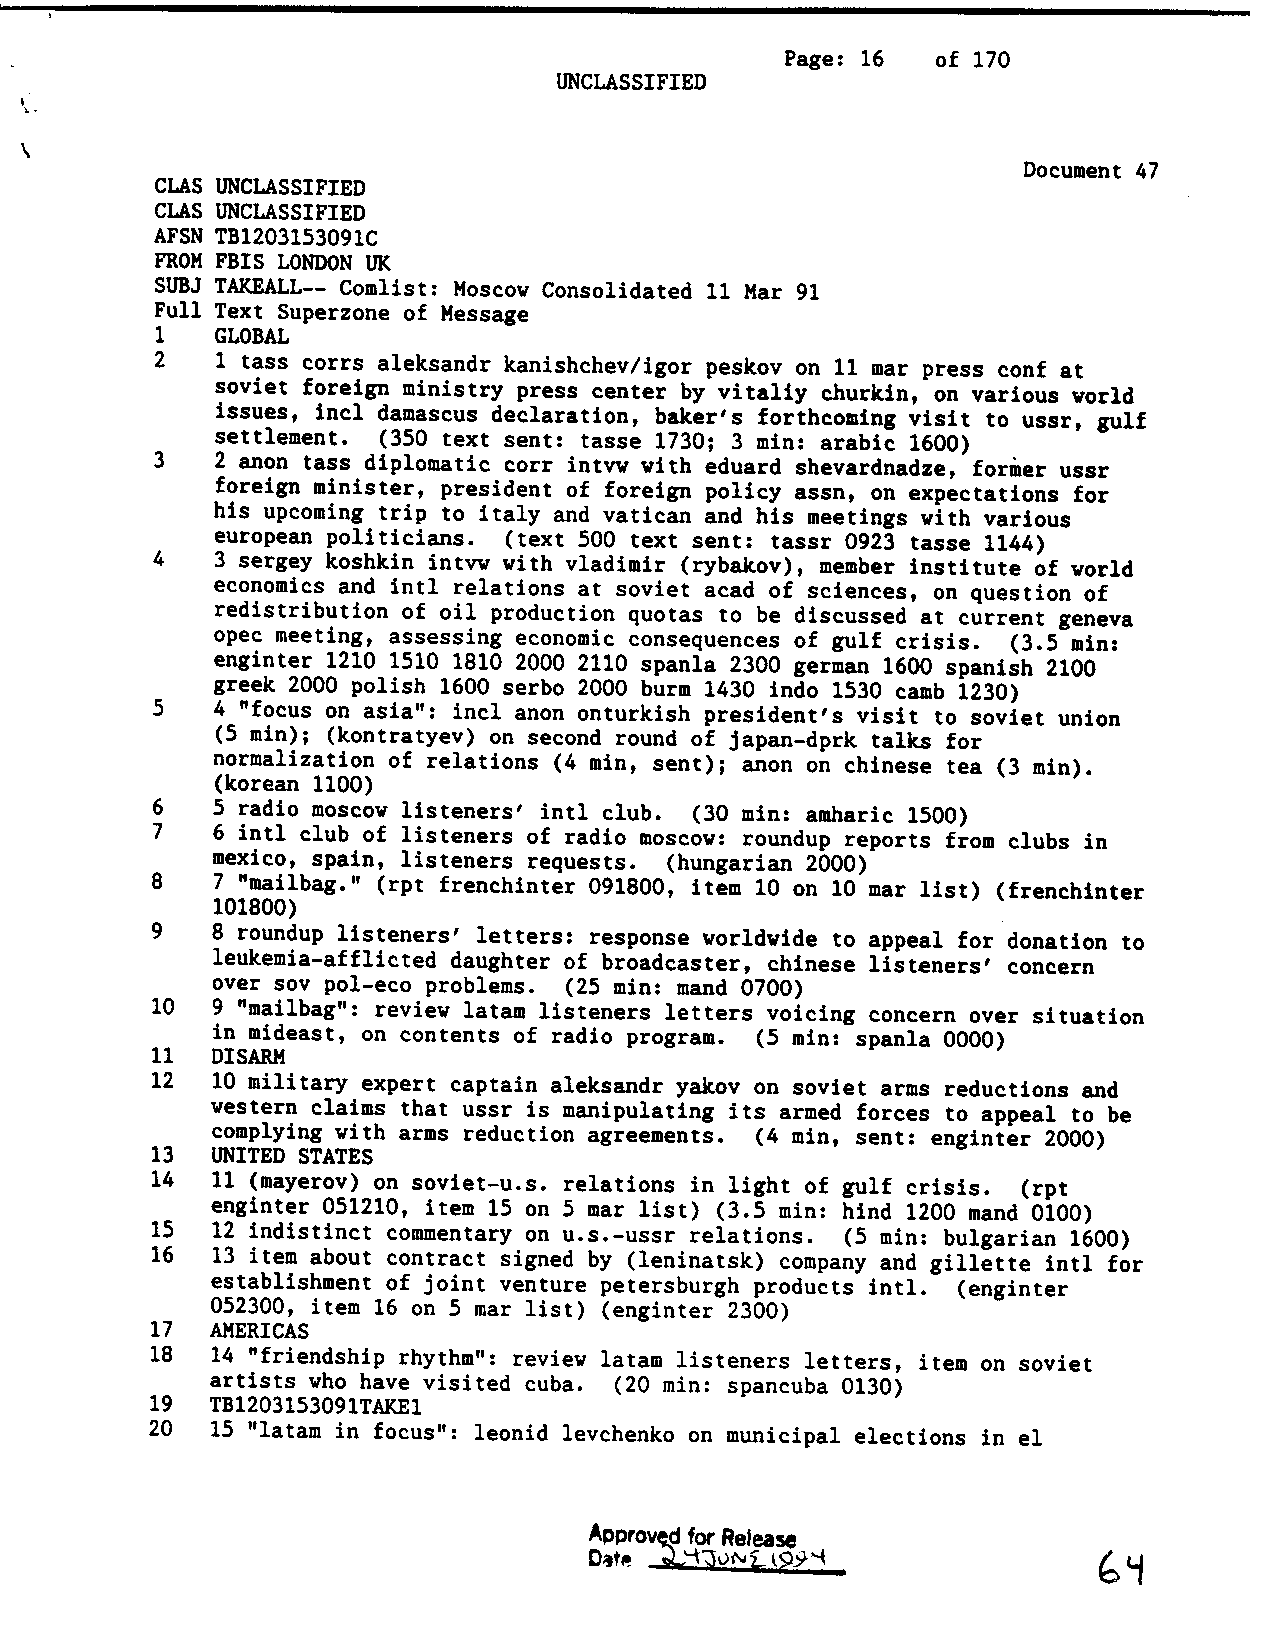 Page: 16 of 170
UNCLASSIFIED
Document 47
CLAS UNCLASSIFIED
CLAS UNCLASSIFIED
AFSN TB1203153091C
FROM FBIS LONDON UK
SUBJ TAKEALL-- Comlist: Moscow Consolidated 11 Mar 91
Full Text Superzone of Message
1 GLOBAL
2 1 tass corrs aleksandr kanishchev/igor peskov on 11 mar press conf at
soviet foreign ministry press center by vitaliy churkin, on various world
issues, incl damascus declaration, baker's forthcoming visit to ussr, gulf
settlement. (350 text sent: tasse 1730; 3 min: arabic 1600)
3 2 anon tass diplomatic corr intvw with eduard shevardnadze, former ussr
foreign minister, president of foreign policy assn, on expectations for
his upcoming trip to italy and vatican and his meetings with various
european politicians. (text 500 text sent: tassr 0923 tasse 1144)
4 3 sergey koshkin intvw with vladimir (rybakov), member institute of world
economics and intl relations at soviet acad of sciences, on question of
redistribution of oil production quotas to be discussed at current geneva
opec meeting, assessing economic consequences of gulf crisis. (3.5 min:
enginter 1210 1510 1810 2000 2110 spanla 2300 german 1600 spanish 2100
greek 2000 polish 1600 serbo 2000 burm 1430 indo 1530 camb 1230)
5 4 "focus on asia": incl anon onturkish president's visit to soviet union
(5 min); (kontratyev) on second round of japan-dprk talks for
normalization of relations (4 min, sent); anon on chinese tea (3 min).
(korean 1100)
6 5 radio moscow listeners' intl club. (30 min: amharic 1500)
7 6 intl club of listeners of radio moscow: roundup reports from clubs in
mexico, spain, listeners requests. (hungarian 2000)
8 7 "mailbag." (rpt frenchinter 091800, item 10 on 10 mar list) (frenchinter
101800)
9 8 roundup listeners' letters: response worldwide to appeal for donation to
leukemia-afflicted daughter of broadcaster, chinese listeners' concern
over sov pol-eco problems. (25 min: mand 0700)
10 9 "mailbag": review latam listeners letters voicing concern over situation
in mideast, on contents of radio program. (5 min: spanla 0000)
11 DISARM
12 10 military expert captain aleksandr yakov on soviet arms reductions and
western claims that ussr is manipulating its armed forces to appeal to be
complying with arms reduction agreements. (4 min, sent: enginter 2000)
13 UNITED STATES
14 11 (mayerov) on soviet-u.s. relations in light of gulf crisis. (rpt
enginter 051210, item 15 on 5 mar list) (3.5 min: hind 1200 mand 0100)
15 12 indistinct commentary on u.s.-ussr relations. (5 min: bulgarian 1600)
16 13 item about contract signed by (leninatsk) company and gillette intl for
establishment of joint venture petersburgh products intl. (enginter
052300, item 16 on 5 mar list) (enginter 2300)
17 AMERICAS
18 14 "friendship rhythm": review latam listeners letters, item on soviet
artists who have visited cuba. (20 min: spancuba 0130)
19 TB1203153091TAKE1
20 15 "latam in focus": leonid levchenko on municipal elections in el
Approved for Release
Date 24 JUNE 1994
64